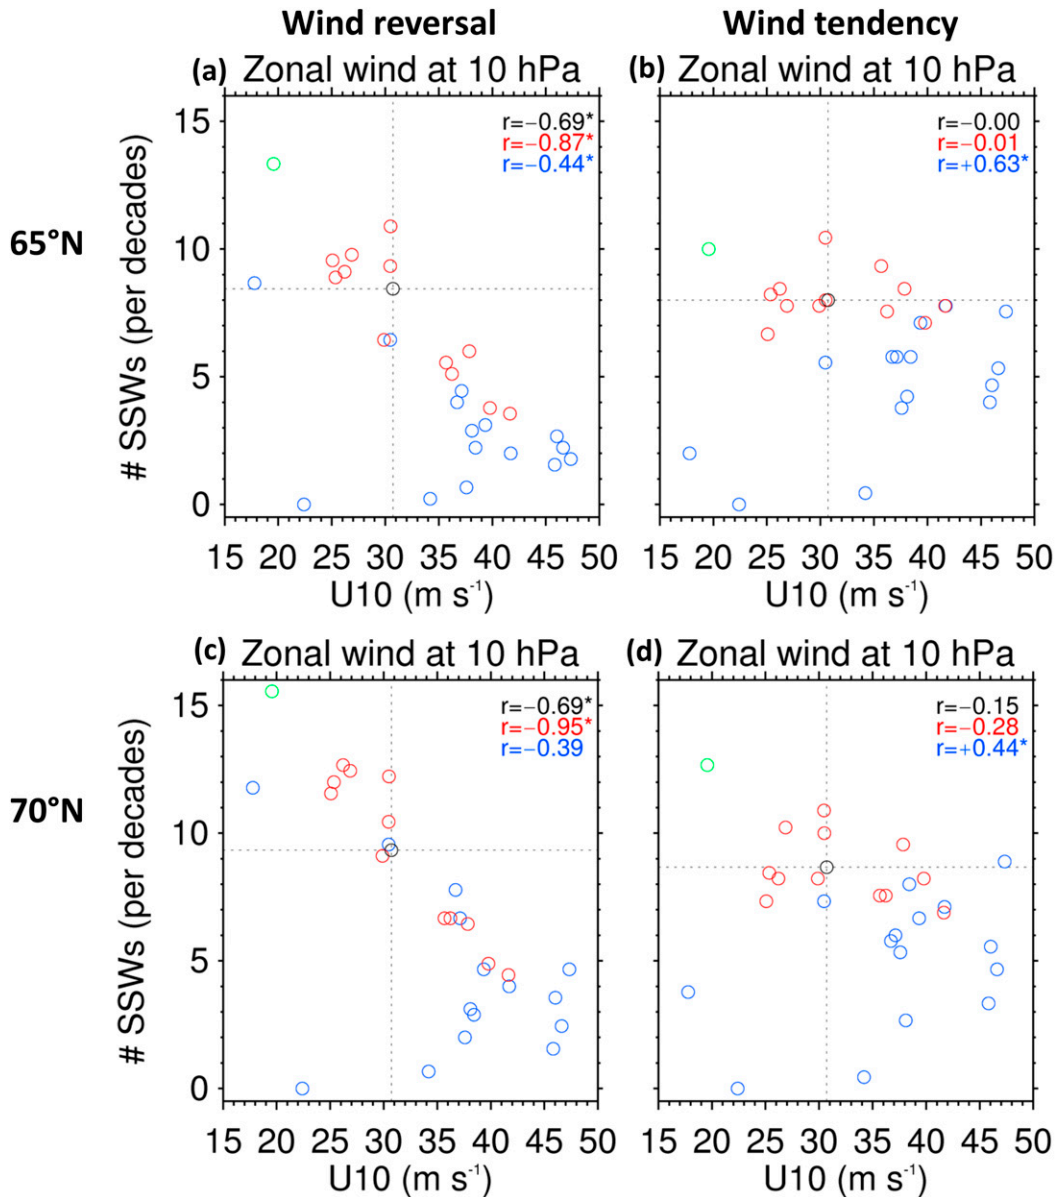 Wind reversal
Wind tendency
(a) Zonal wind at 10 hPa
(b) Zonal wind at 10 hPa
65°N
# SSWs (per decades)
15
10
5
0
r=−0.69*
r=−0.87*
r=−0.44*
r=−0.00
r=−0.01
r=+0.63*
15 20 25 30 35 40 45 50
15 20 25 30 35 40 45 50
U10 (m s⁻¹)
U10 (m s⁻¹)
(c) Zonal wind at 10 hPa
(d) Zonal wind at 10 hPa
70°N
# SSWs (per decades)
15
10
5
0
r=−0.69*
r=−0.95*
r=−0.39
r=−0.15
r=−0.28
r=+0.44*
15 20 25 30 35 40 45 50
15 20 25 30 35 40 45 50
U10 (m s⁻¹)
U10 (m s⁻¹)